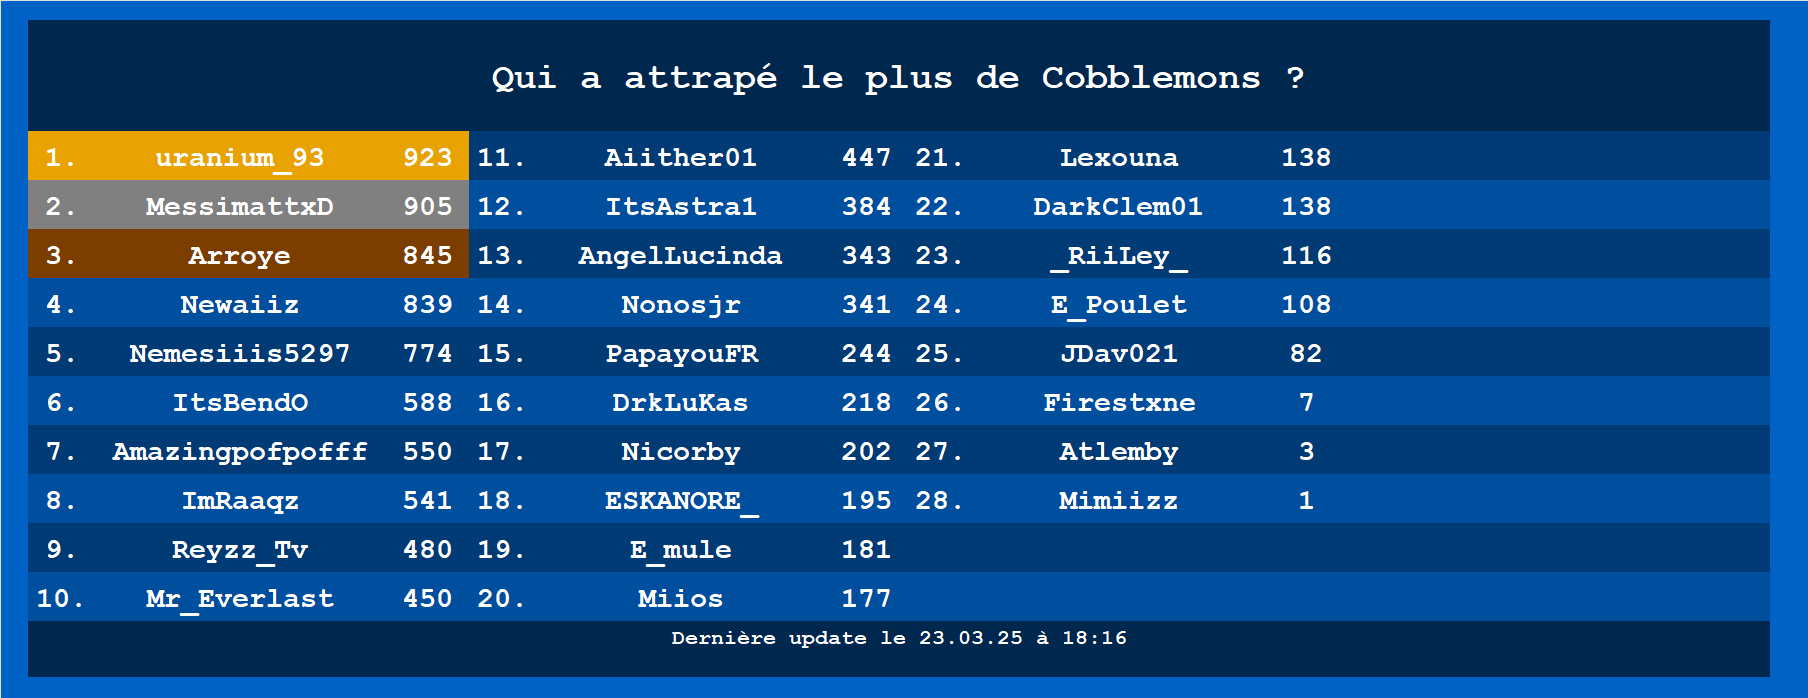 Qui a attrapé le plus de Cobblemons ?
1. uranium_93 923 11. Aiither01 447 21. Lexouna 138
2. MessimattxD 905 12. ItsAstra1 384 22. DarkClem01 138
3. Arroye 845 13. AngelLucinda 343 23. _RiiLey_ 116
4. Newaiiz 839 14. Nonosjr 341 24. E_Poulet 108
5. Nemesiiis5297 774 15. PapayouFR 244 25. JDav021 82
6. ItsBendO 588 16. DrkLuKas 218 26. Firestxne 7
7. Amazingpofpofff 550 17. Nicorby 202 27. Atlemby 3
8. ImRaaqz 541 18. ESKANORE_ 195 28. Mimiizz 1
9. Reyzz_Tv 480 19. E_mule 181
10. Mr_Everlast 450 20. Miios 177
Dernière update le 23.03.25 à 18:16